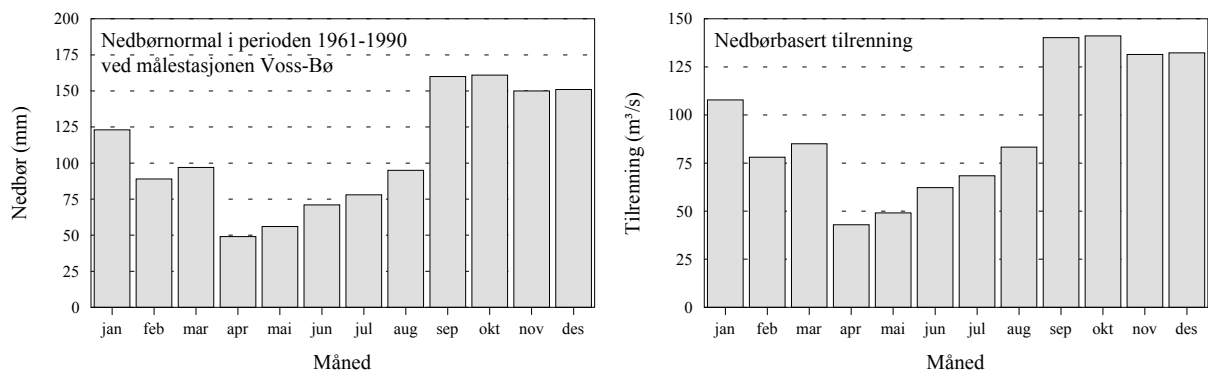 Nedbørnormal i perioden 1961-1990
ved målestasjonen Voss-Bø
Nedbør (mm)
200
175
150
125
100
75
50
25
0
jan feb mar apr mai jun jul aug sep okt nov des
Måned
Nedbørbasert tilrenning
Tilrenning (m³/s)
150
125
100
75
50
25
0
jan feb mar apr mai jun jul aug sep okt nov des
Måned